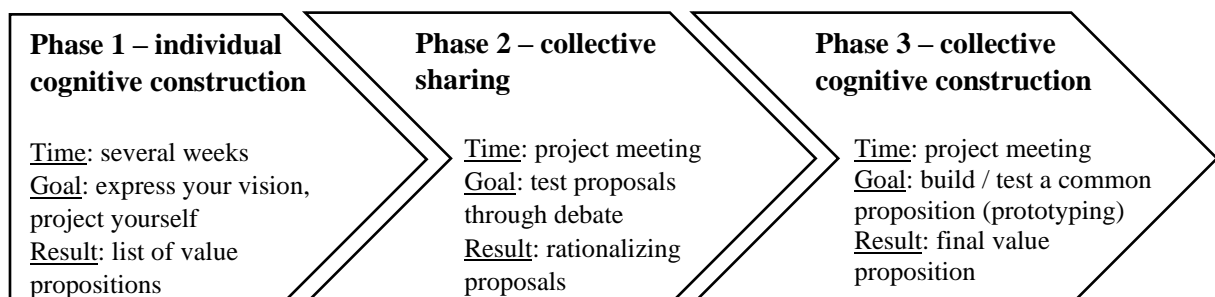 Phase 1 – individual
cognitive construction
Time: several weeks
Goal: express your vision,
project yourself
Result: list of value
propositions
Phase 2 – collective
sharing
Time: project meeting
Goal: test proposals
through debate
Result: rationalizing
proposals
Phase 3 – collective
cognitive construction
Time: project meeting
Goal: build / test a common
proposition (prototyping)
Result: final value
proposition